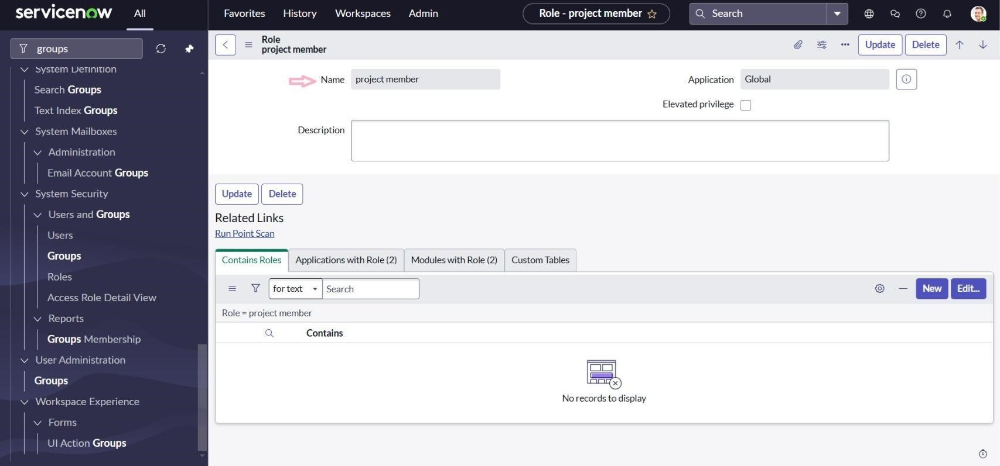 servicenow
All
Favorites
History
Workspaces
Admin
Role - project member
Search
groups
System Definition
Search Groups
Text Index Groups
System Mailboxes
Administration
Email Account Groups
System Security
Users and Groups
Users
Groups
Roles
Access Role Detail View
Reports
Groups Membership
User Administration
Groups
Workspace Experience
Forms
UI Action Groups
Role
project member
Update
Delete
Name
project member
Application
Global
Elevated privilege
Description
Update
Delete
Related Links
Run Point Scan
Contains Roles
Applications with Role (2)
Modules with Role (2)
Custom Tables
for text
Search
New
Edit...
Role = project member
Contains
No records to display